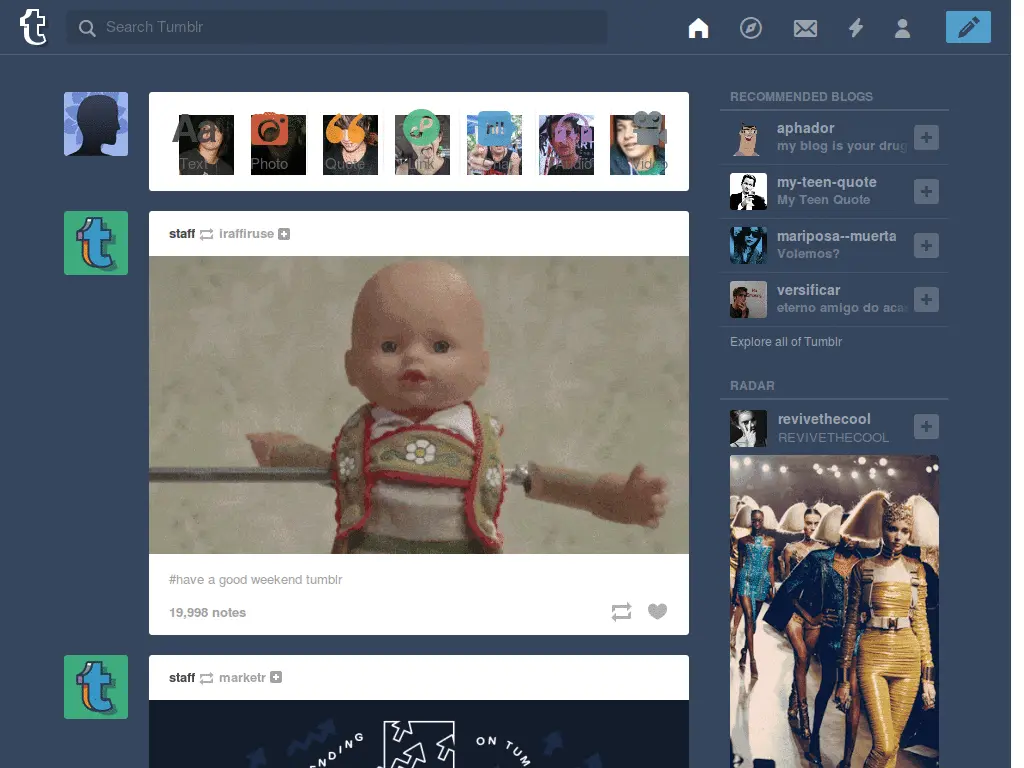 Search Tumblr
Aa
Text
Photo
Quote
Link
Chat
Audio
Video
staff iraffiruse
#have a good weekend tumblr
19,998 notes
staff marketr
ON TUM
RECOMMENDED BLOGS
aphador
my blog is your drug
my-teen-quote
My Teen Quote
mariposa--muerta
Volemos?
versificar
eterno amigo do aca
Explore all of Tumblr
RADAR
revivethecool
REVIVETHECOOL